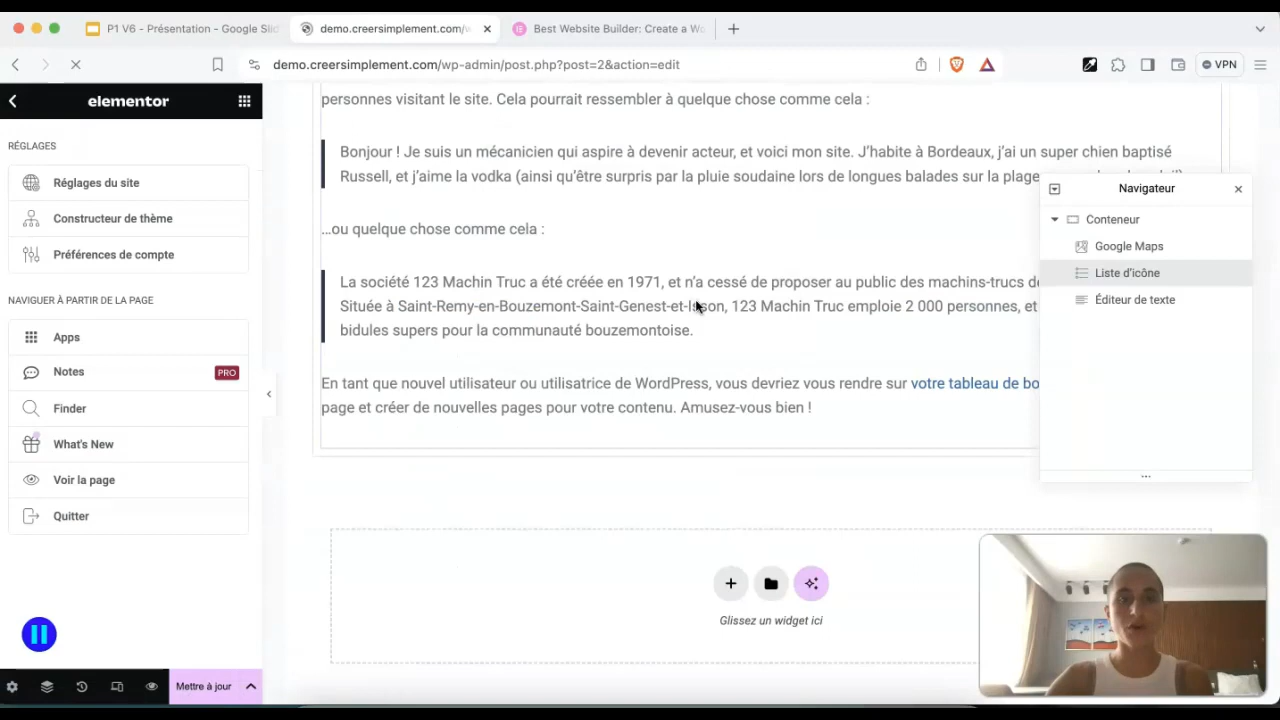 P1 V6 - Présentation - Google Slid
demo.creersimplement.com/w
Best Website Builder: Create a Wo
demo.creersimplement.com/wp-admin/post.php?post=2&action=edit
VPN
elementor
RÉGLAGES
Réglages du site
Constructeur de thème
Préférences de compte
NAVIGUER À PARTIR DE LA PAGE
Apps
Notes
PRO
Finder
What's New
Voir la page
Quitter
Mettre à jour
personnes visitant le site. Cela pourrait ressembler à quelque chose comme cela :
Bonjour ! Je suis un mécanicien qui aspire à devenir acteur, et voici mon site. J'habite à Bordeaux, j'ai un super chien baptisé
Russell, et j'aime la vodka (ainsi qu'être surpris par la pluie soudaine lors de longues balades sur la plage
…ou quelque chose comme cela :
La société 123 Machin Truc a été créée en 1971, et n'a cessé de proposer au public des machins-trucs de
Située à Saint-Remy-en-Bouzemont-Saint-Genest-et-Isson, 123 Machin Truc emploie 2 000 personnes, et
bidules supers pour la communauté bouzemontoise.
En tant que nouvel utilisateur ou utilisatrice de WordPress, vous devriez vous rendre sur votre tableau de bo
page et créer de nouvelles pages pour votre contenu. Amusez-vous bien !
Glissez un widget ici
Navigateur
Conteneur
Google Maps
Liste d'icône
Éditeur de texte